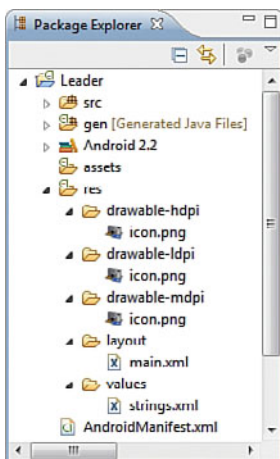 Package Explorer
Leader
src
gen [Generated Java Files]
Android 2.2
assets
res
drawable-hdpi
icon.png
drawable-ldpi
icon.png
drawable-mdpi
icon.png
layout
main.xml
values
strings.xml
AndroidManifest.xml